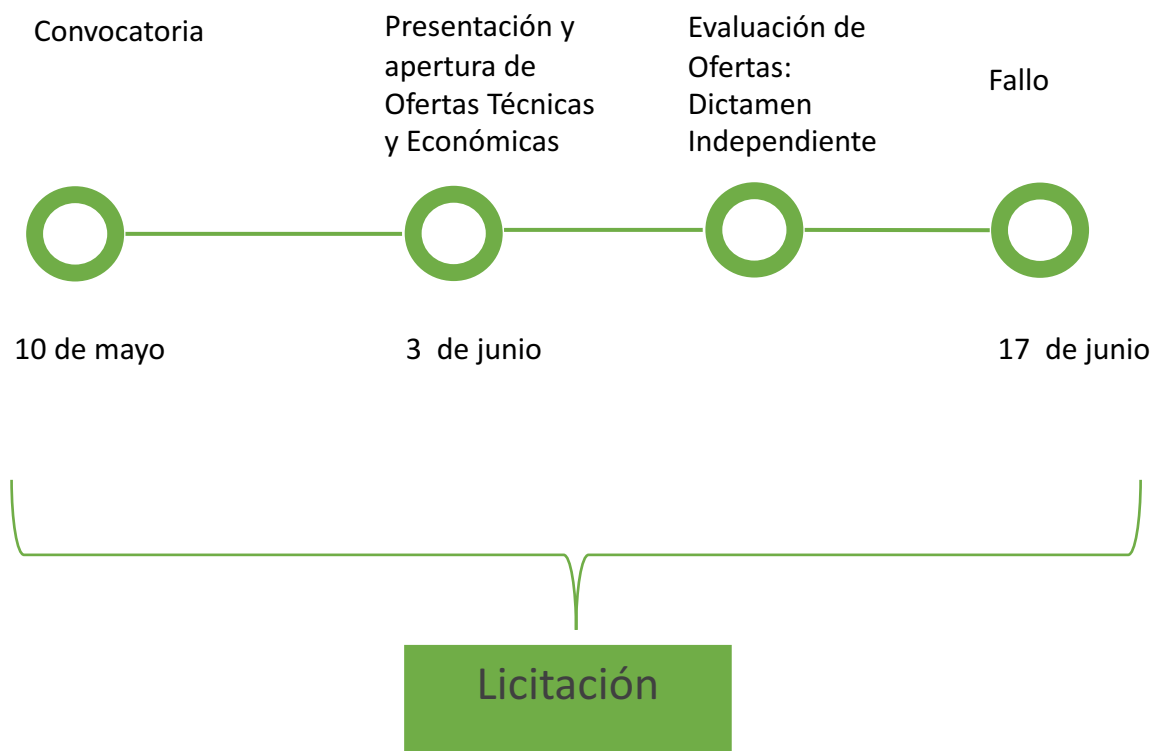 Convocatoria
Presentación y
apertura de
Ofertas Técnicas
y Económicas
Evaluación de
Ofertas:
Dictamen
Independiente
Fallo
10 de mayo
3 de junio
17 de junio
Licitación